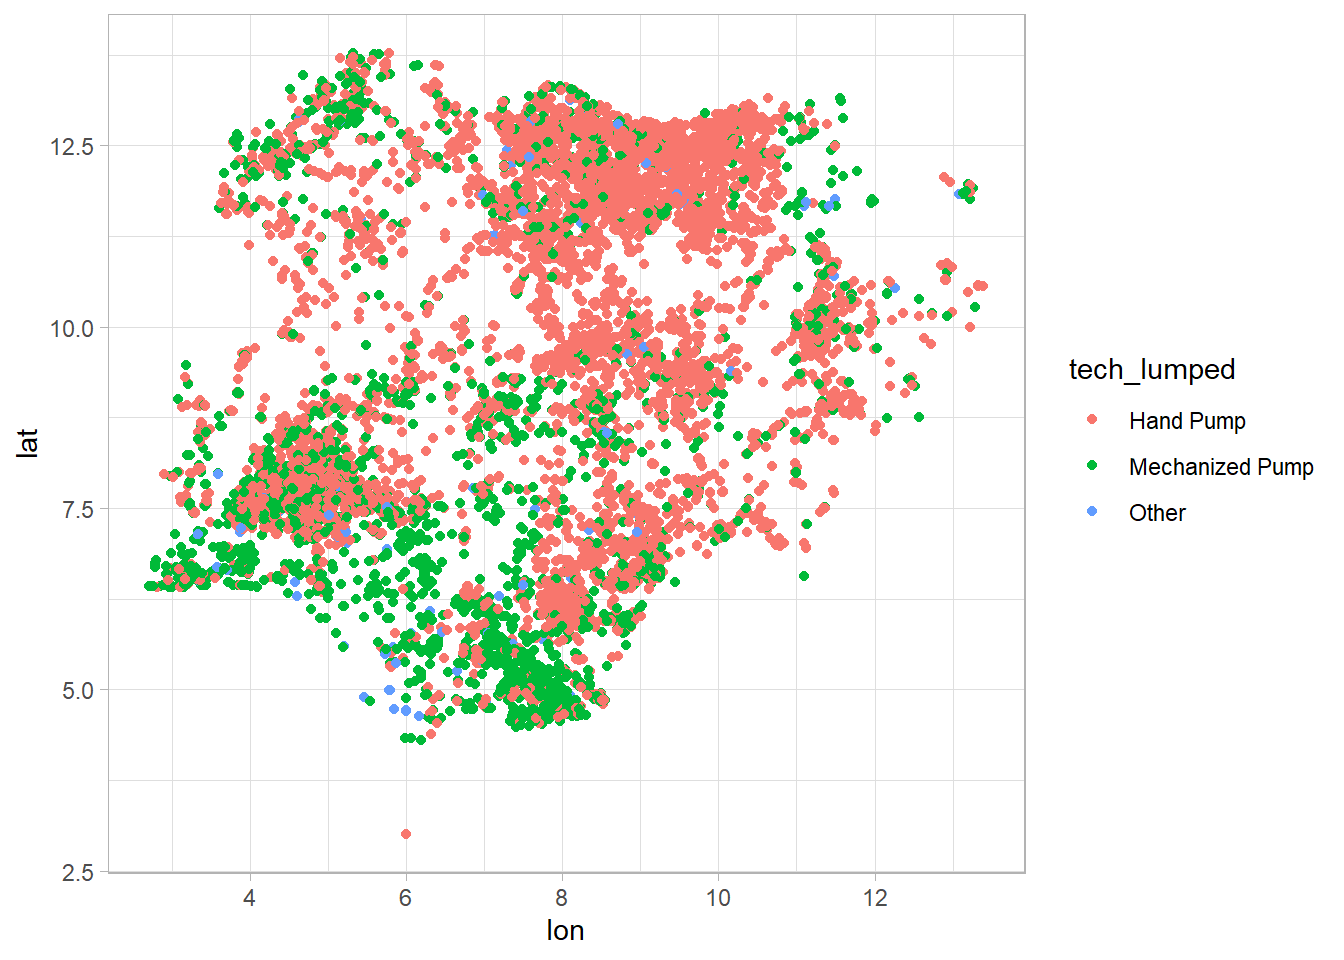 12.5
10.0
7.5
5.0
2.5
4 6 8 10 12
lon
lat
tech_lumped
Hand Pump
Mechanized Pump
Other